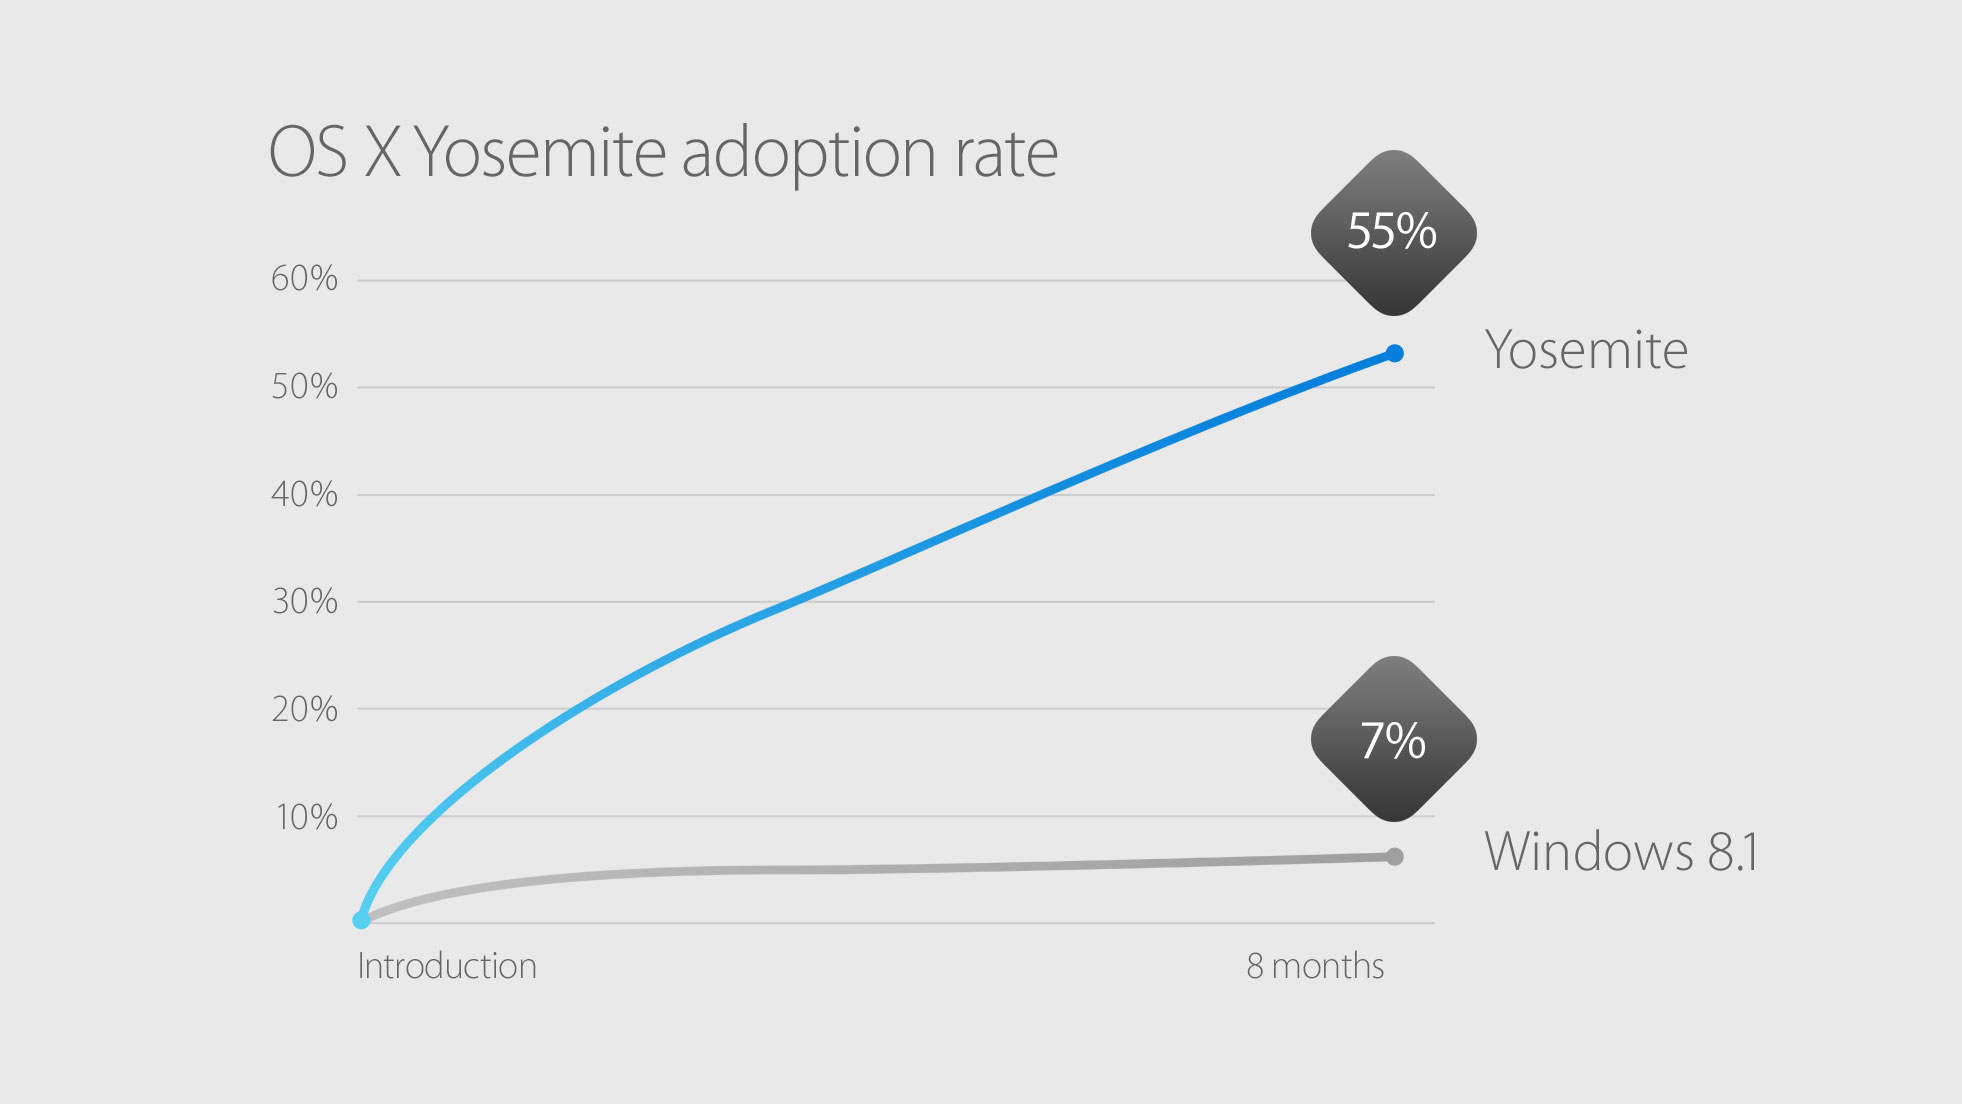 OS X Yosemite adoption rate
55%
60%
Yosemite
50%
40%
30%
20%
7%
10%
Windows 8.1
Introduction
8 months